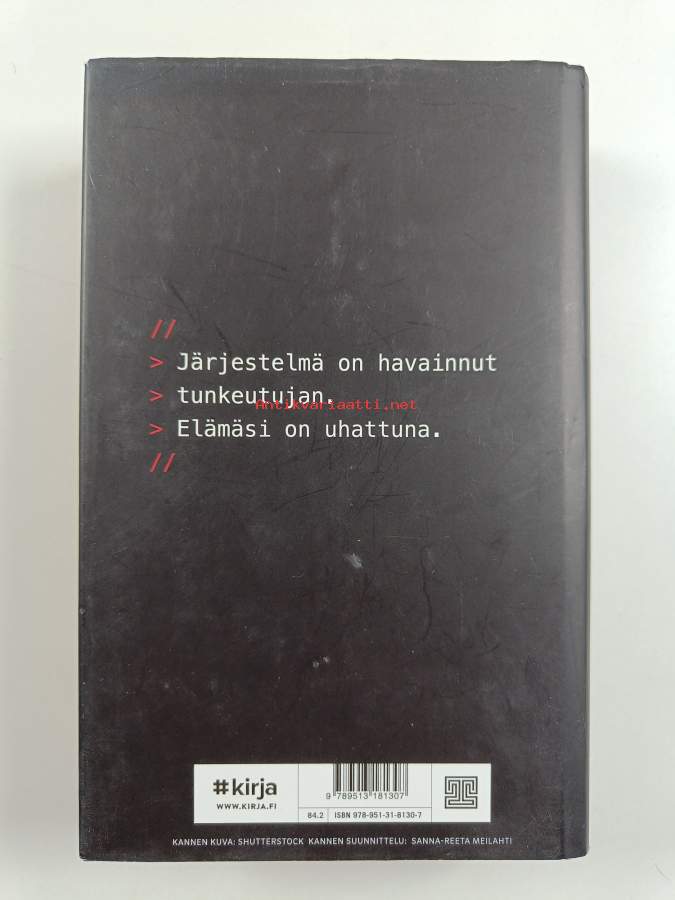 //
> Järjestelmä on havainnut
> tunkeutujan.
Antikvariaatti.net
> Elämäsi on uhattuna.
//
#kirja
WWW.KIRJA.FI
9 789513 181307
84.2 ISBN 978-951-31-8130-7
KANNEN KUVA: SHUTTERSTOCK KANNEN SUUNNITTELU: SANNA-REETA MEILAHTI